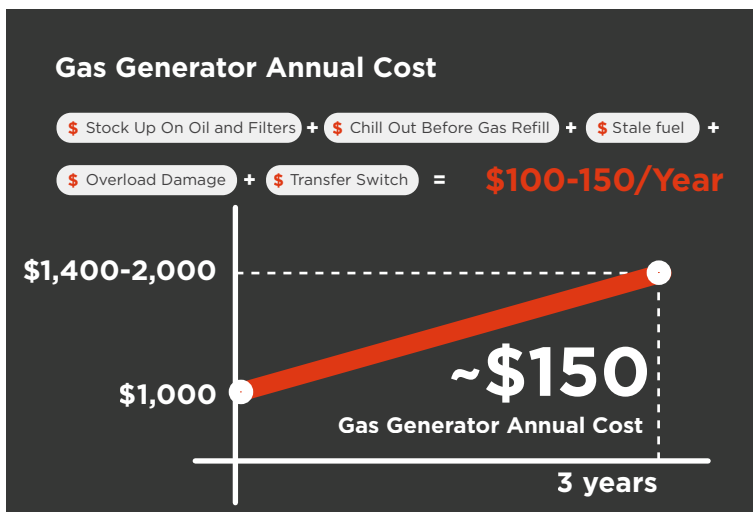 Gas Generator Annual Cost
$ Stock Up On Oil and Filters + $ Chill Out Before Gas Refill + $ Stale fuel +
$ Overload Damage + $ Transfer Switch = $100-150/Year
$1,400-2,000
$1,000
~$150
Gas Generator Annual Cost
3 years